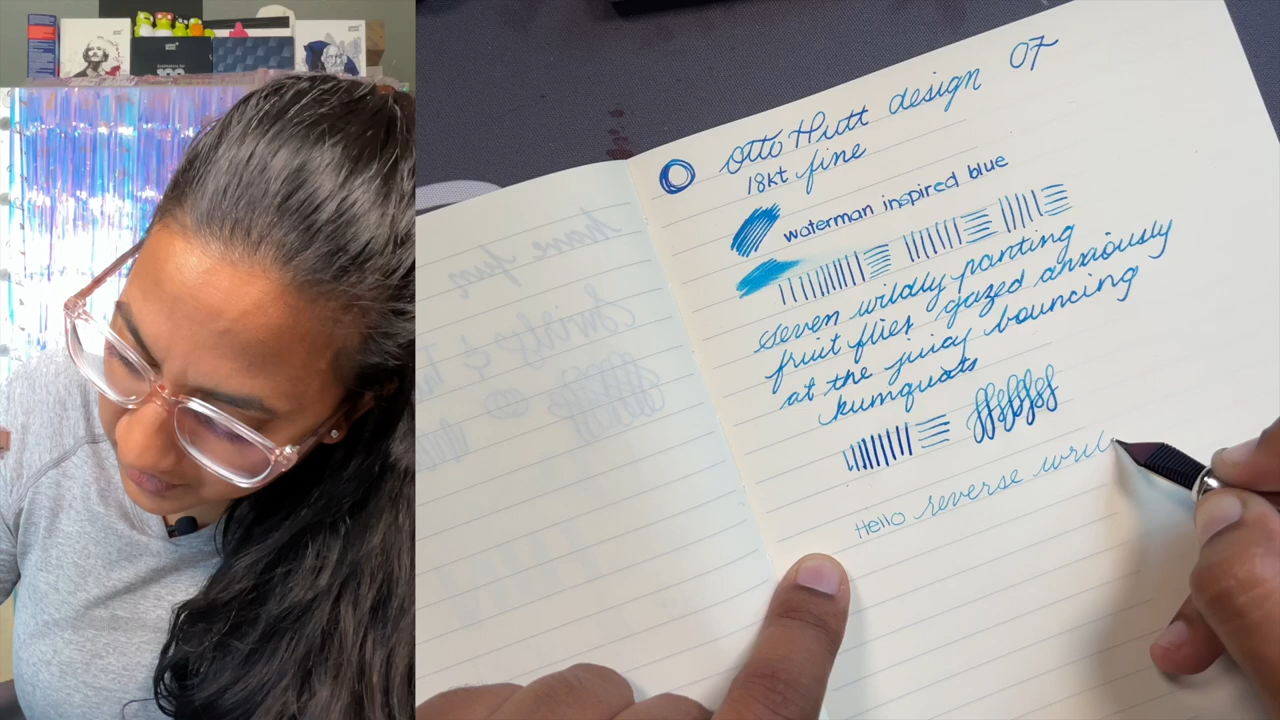 Otto Hutt design 07
18kt fine
waterman inspired blue
seven wildly panting
fruit flies gazed anxiously
at the juicy bouncing
kumquats
Hello reverse writ